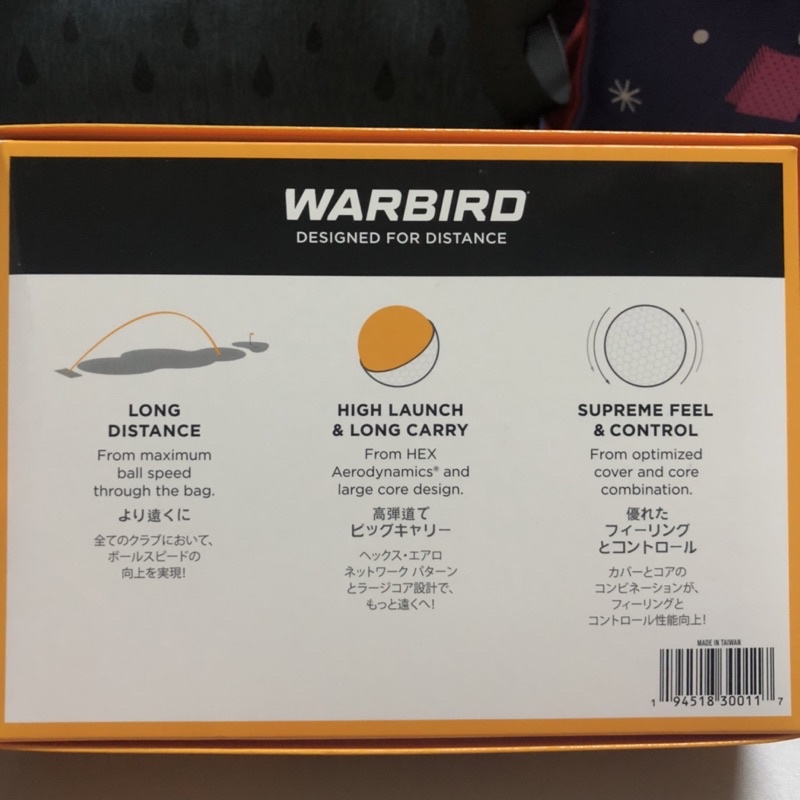 WARBIRD
DESIGNED FOR DISTANCE
LONG
DISTANCE
From maximum
ball speed
through the bag.
より遠くに
全てのクラブにおいて、
ボールスピードの
向上を実現!
HIGH LAUNCH
& LONG CARRY
From HEX
Aerodynamics® and
large core design.
高弾道で
ビッグキャリー
ヘックス・エアロ
ネットワーク パターン
とラージコア設計で、
もっと遠くへ!
SUPREME FEEL
& CONTROL
From optimized
cover and core
combination.
優れた
フィーリング
とコントロール
カバーとコアの
コンビネーションが、
フィーリングと
コントロール性能向上!
MADE IN TAIWAN
1 94518 30011 7